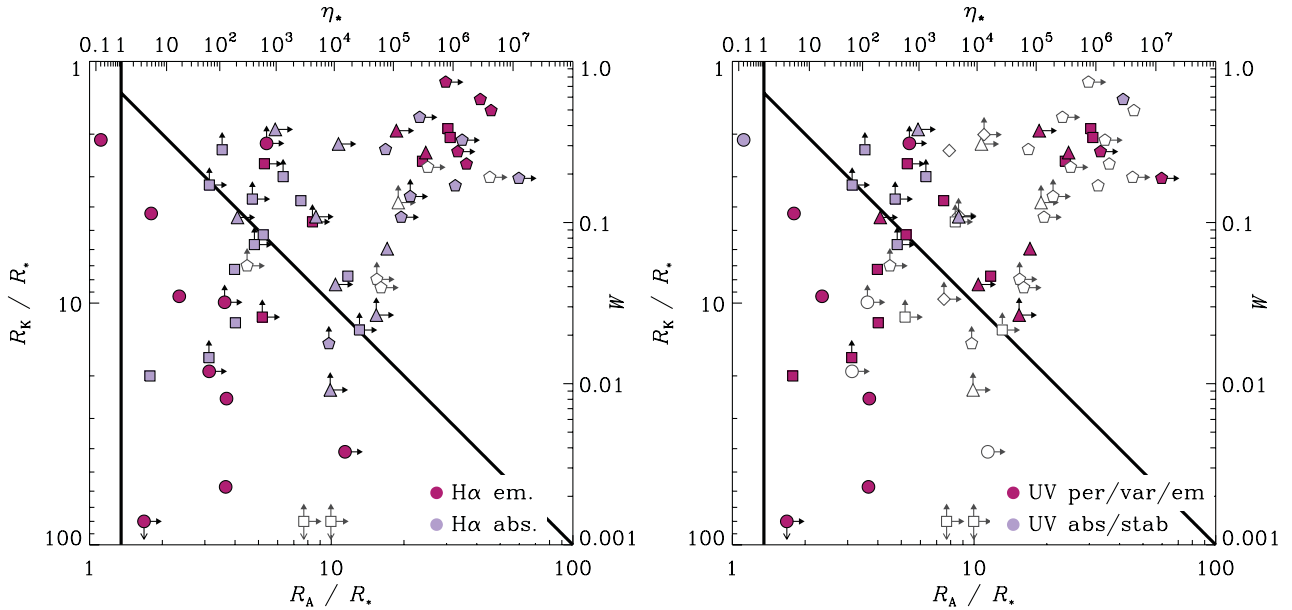 η* η*
0.1 1 10 10² 10³ 10⁴ 10⁵ 10⁶ 10⁷ 0.1 1 10 10² 10³ 10⁴ 10⁵ 10⁶ 10⁷
1 1.0 1 1.0
0.1 0.1
R_K / R* W R_K / R* W
10 10
0.01 0.01
Hα em. UV per/var/em
Hα abs. UV abs/stab
100 0.001 100 0.001
1 10 100 1 10 100
R_A / R* R_A / R*